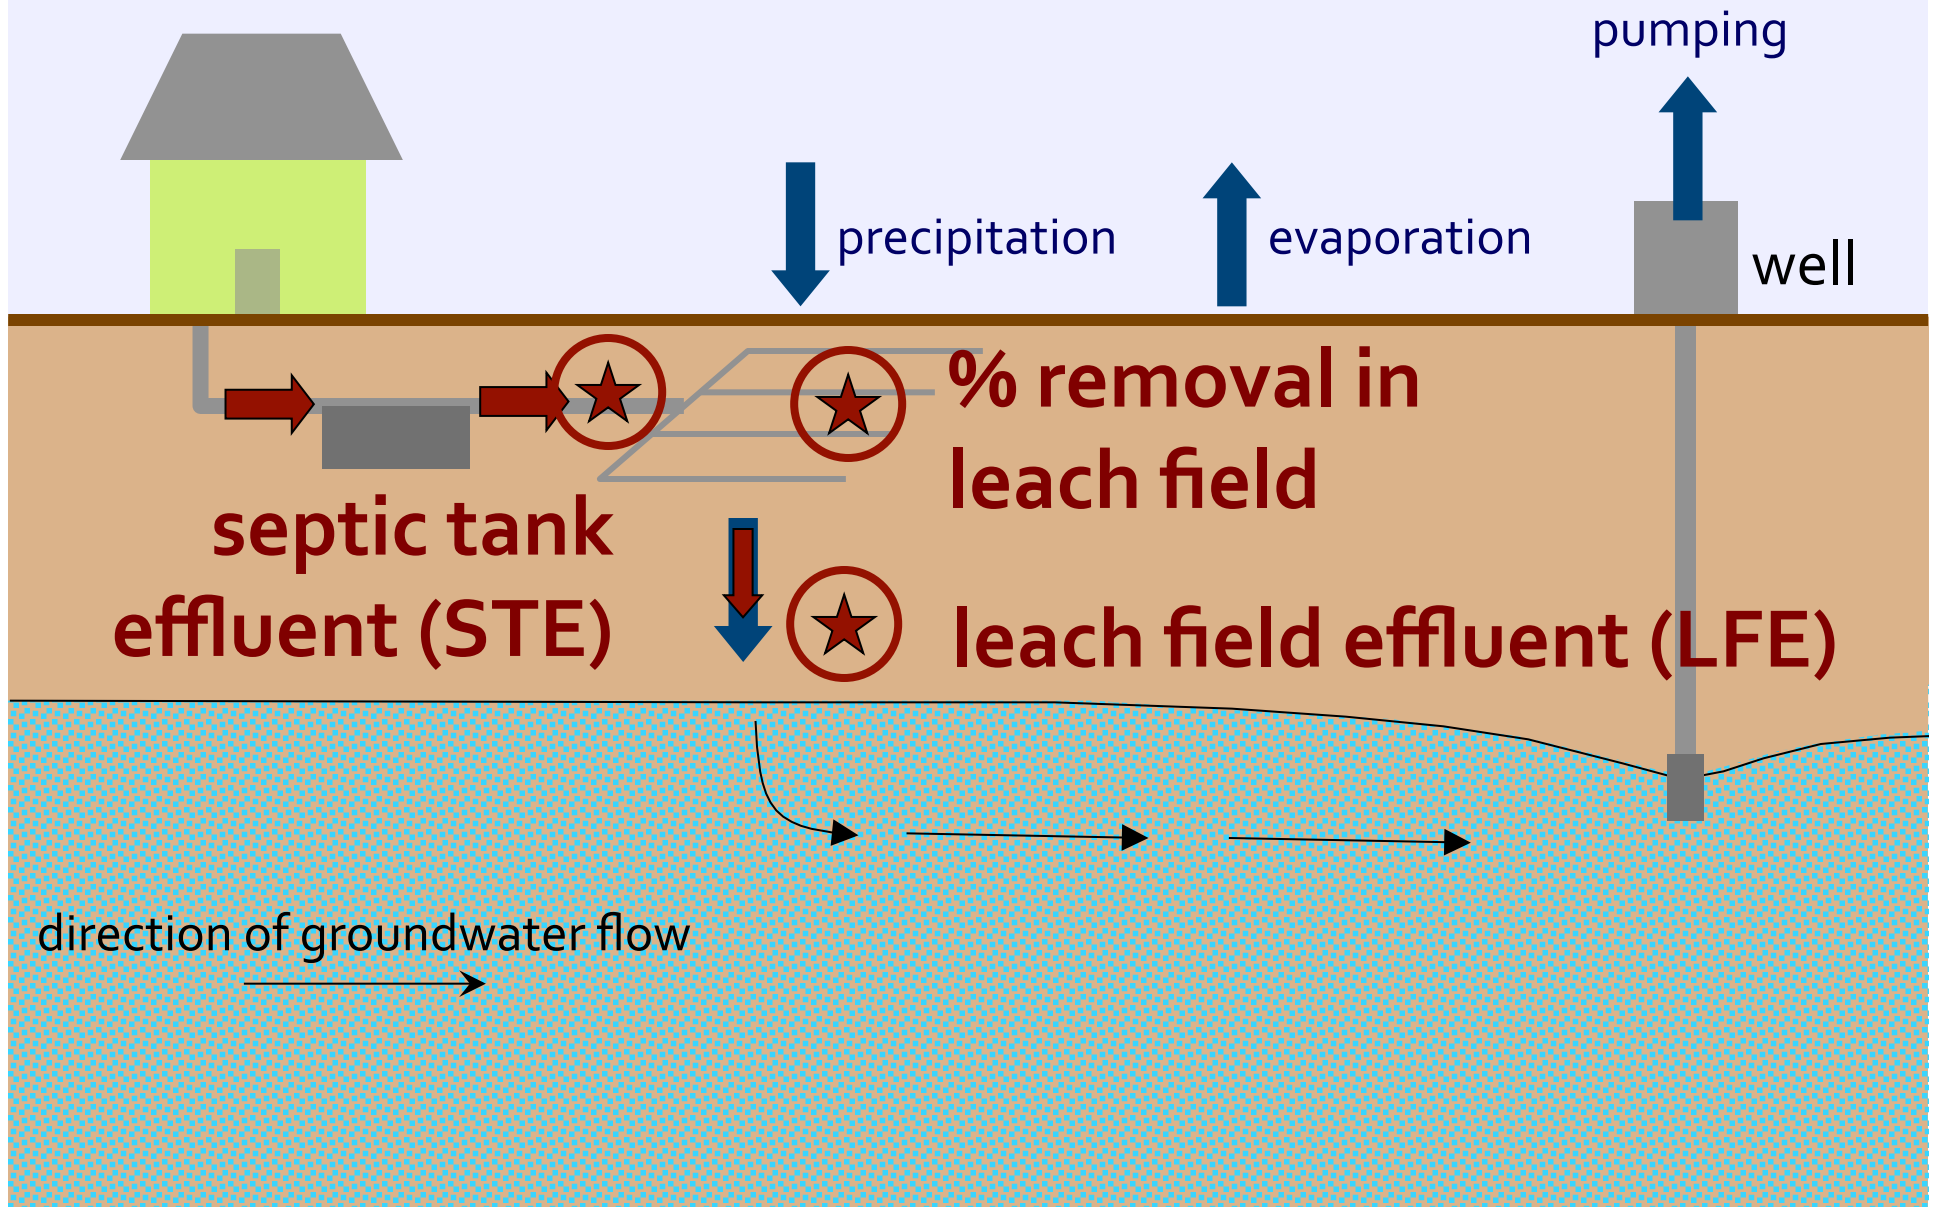 pumping
precipitation
evaporation
well
% removal in
leach field
septic tank
effluent (STE)
leach field effluent (LFE)
direction of groundwater flow